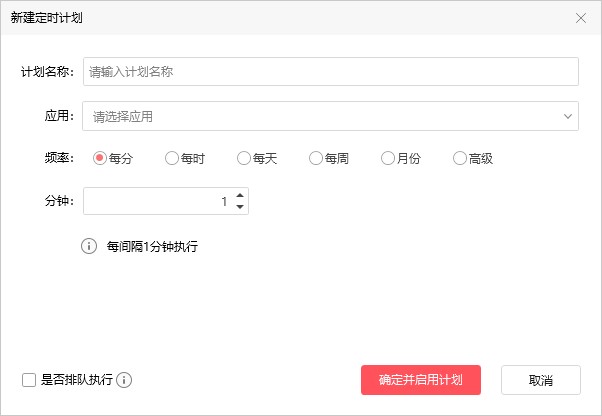 新建定时计划
计划名称： 请输入计划名称
应用： 请选择应用
频率： 每分 每时 每天 每周 月份 高级
分钟： 1
每间隔1分钟执行
是否排队执行 确定并启用计划 取消